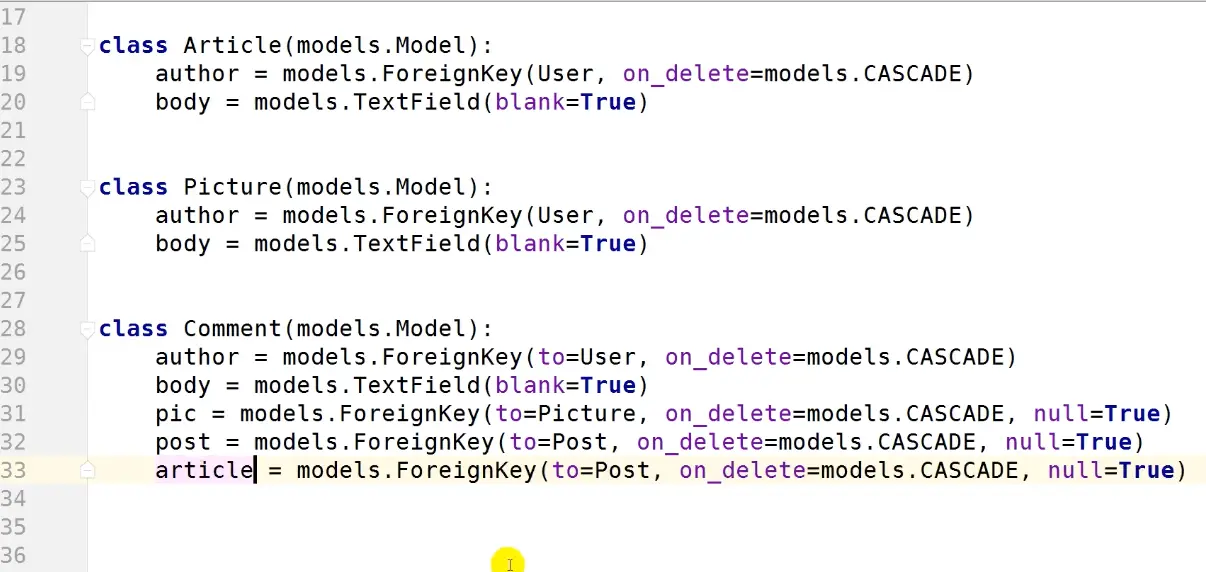 17
18 class Article(models.Model):
19     author = models.ForeignKey(User, on_delete=models.CASCADE)
20     body = models.TextField(blank=True)
21
22
23 class Picture(models.Model):
24     author = models.ForeignKey(User, on_delete=models.CASCADE)
25     body = models.TextField(blank=True)
26
27
28 class Comment(models.Model):
29     author = models.ForeignKey(to=User, on_delete=models.CASCADE)
30     body = models.TextField(blank=True)
31     pic = models.ForeignKey(to=Picture, on_delete=models.CASCADE, null=True)
32     post = models.ForeignKey(to=Post, on_delete=models.CASCADE, null=True)
33     article = models.ForeignKey(to=Post, on_delete=models.CASCADE, null=True)
34
35
36